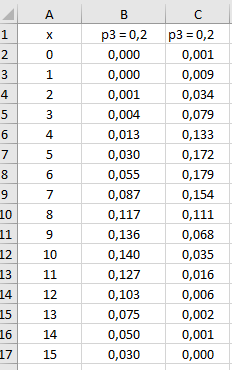 A B C
1 x p3 = 0,2 p3 = 0,2
2 0 0,000 0,001
3 1 0,000 0,009
4 2 0,001 0,034
5 3 0,004 0,079
6 4 0,013 0,133
7 5 0,030 0,172
8 6 0,055 0,179
9 7 0,087 0,154
10 8 0,117 0,111
11 9 0,136 0,068
12 10 0,140 0,035
13 11 0,127 0,016
14 12 0,103 0,006
15 13 0,075 0,002
16 14 0,050 0,001
17 15 0,030 0,000